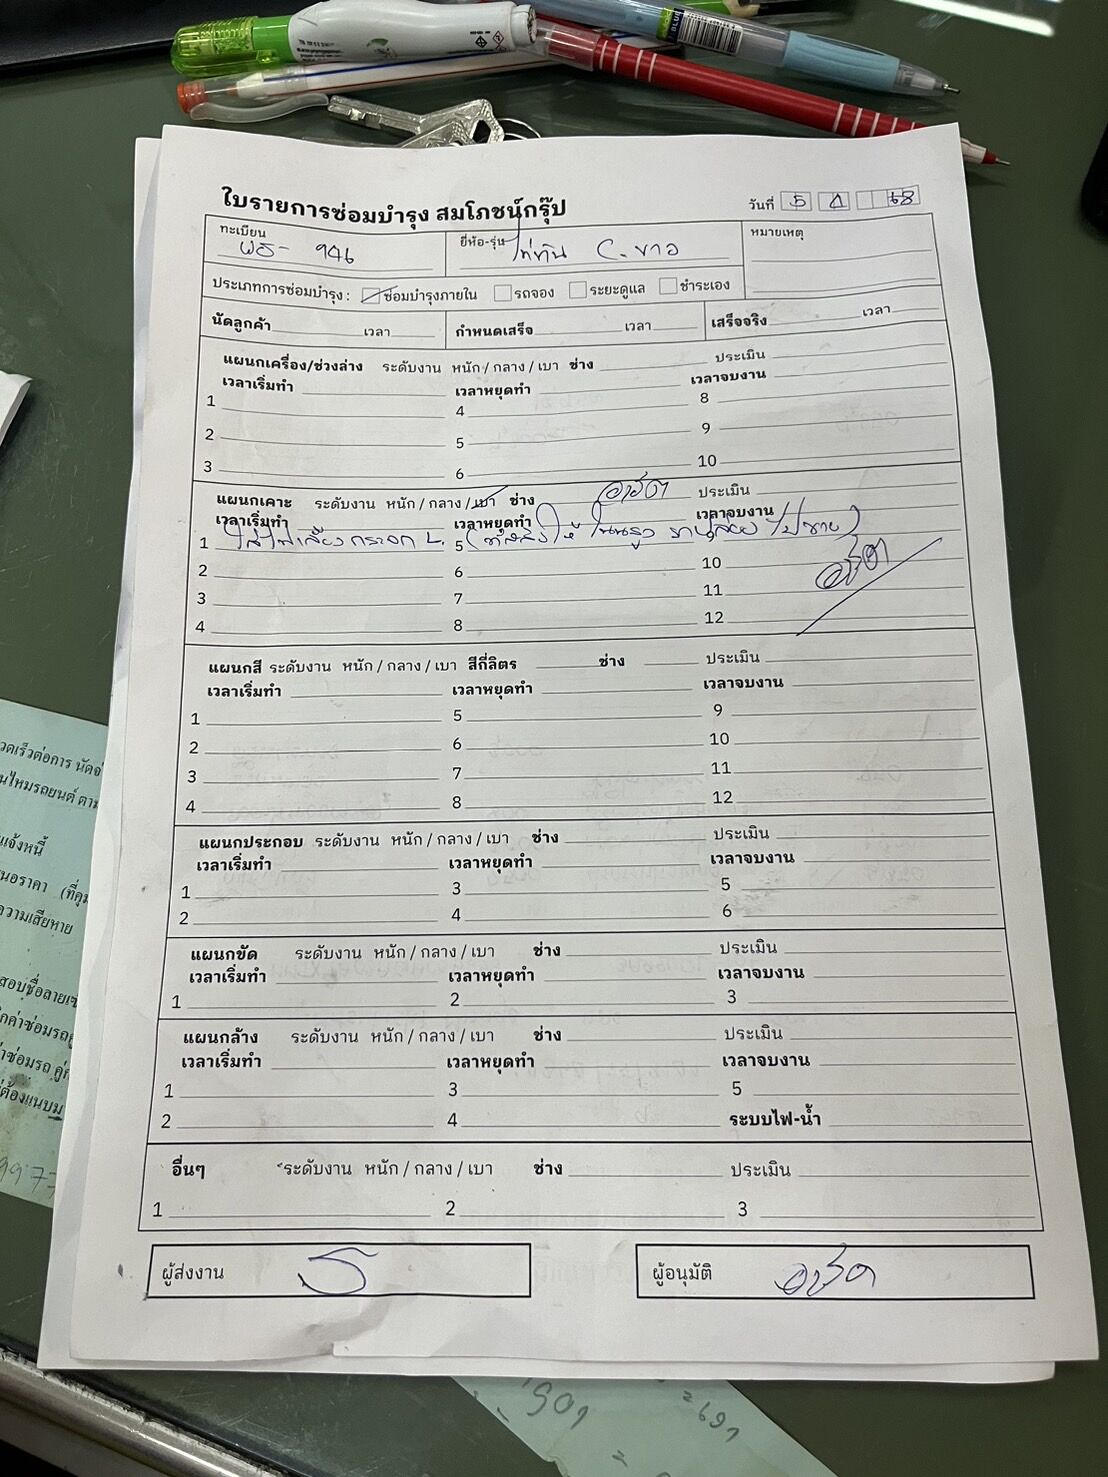 ใบรายการซ่อมบำรุง สมโภชน์กรุ๊ป
วันที่ 5 4 68
ทะเบียน ผธ- 946
ยี่ห้อ-รุ่น ไททัน C. ขาว
หมายเหตุ
ประเภทการซ่อมบำรุง : ซ่อมบำรุงภายใน รถจอง ระยะดูแล ชำระเอง
นัดลูกค้า เวลา กำหนดเสร็จ เวลา เสร็จจริง เวลา
แผนกเครื่อง/ช่วงล่าง ระดับงาน หนัก / กลาง / เบา ช่าง ประเมิน
เวลาเริ่มทำ เวลาหยุดทำ เวลาจบงาน
1 4 8
2 5 9
3 6 10
แผนกเคาะ ระดับงาน หนัก / กลาง / เบา ช่าง ประเมิน
เวลาเริ่มทำ เวลาหยุดทำ เวลาจบงาน
1 กระจก L. 5
2 6 10
3 7 11
4 8 12
แผนกสี ระดับงาน หนัก / กลาง / เบา สีกี่ลิตร ช่าง ประเมิน
เวลาเริ่มทำ เวลาหยุดทำ เวลาจบงาน
1 5 9
2 6 10
3 7 11
4 8 12
แผนกประกอบ ระดับงาน หนัก / กลาง / เบา ช่าง ประเมิน
เวลาเริ่มทำ เวลาหยุดทำ เวลาจบงาน
1 3 5
2 4 6
แผนกขัด ระดับงาน หนัก / กลาง / เบา ช่าง ประเมิน
เวลาเริ่มทำ เวลาหยุดทำ เวลาจบงาน
1 2 3
แผนกล้าง ระดับงาน หนัก / กลาง / เบา ช่าง ประเมิน
เวลาเริ่มทำ เวลาหยุดทำ เวลาจบงาน
1 3 5
2 4 ระบบไฟ-น้ำ
อื่นๆ ระดับงาน หนัก / กลาง / เบา ช่าง ประเมิน
1 2 3
ผู้ส่งงาน
ผู้อนุมัติ